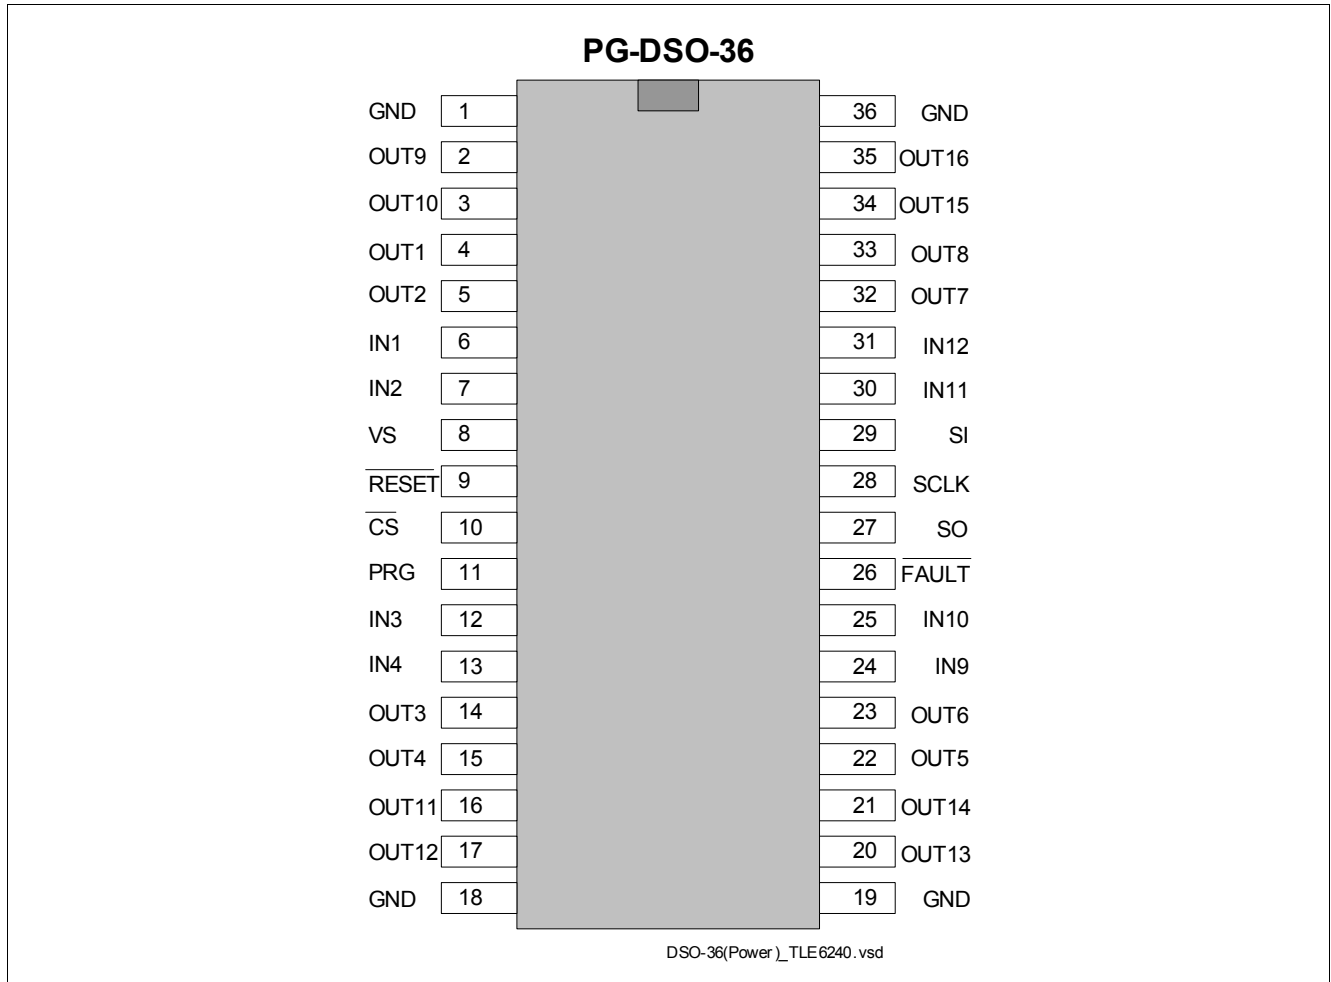 PG-DSO-36
GND 1 36 GND
OUT9 2 35 OUT16
OUT10 3 34 OUT15
OUT1 4 33 OUT8
OUT2 5 32 OUT7
IN1 6 31 IN12
IN2 7 30 IN11
VS 8 29 SI
RESET 9 28 SCLK
CS 10 27 SO
PRG 11 26 FAULT
IN3 12 25 IN10
IN4 13 24 IN9
OUT3 14 23 OUT6
OUT4 15 22 OUT5
OUT11 16 21 OUT14
OUT12 17 20 OUT13
GND 18 19 GND
DSO-36(Power)_TLE6240.vsd